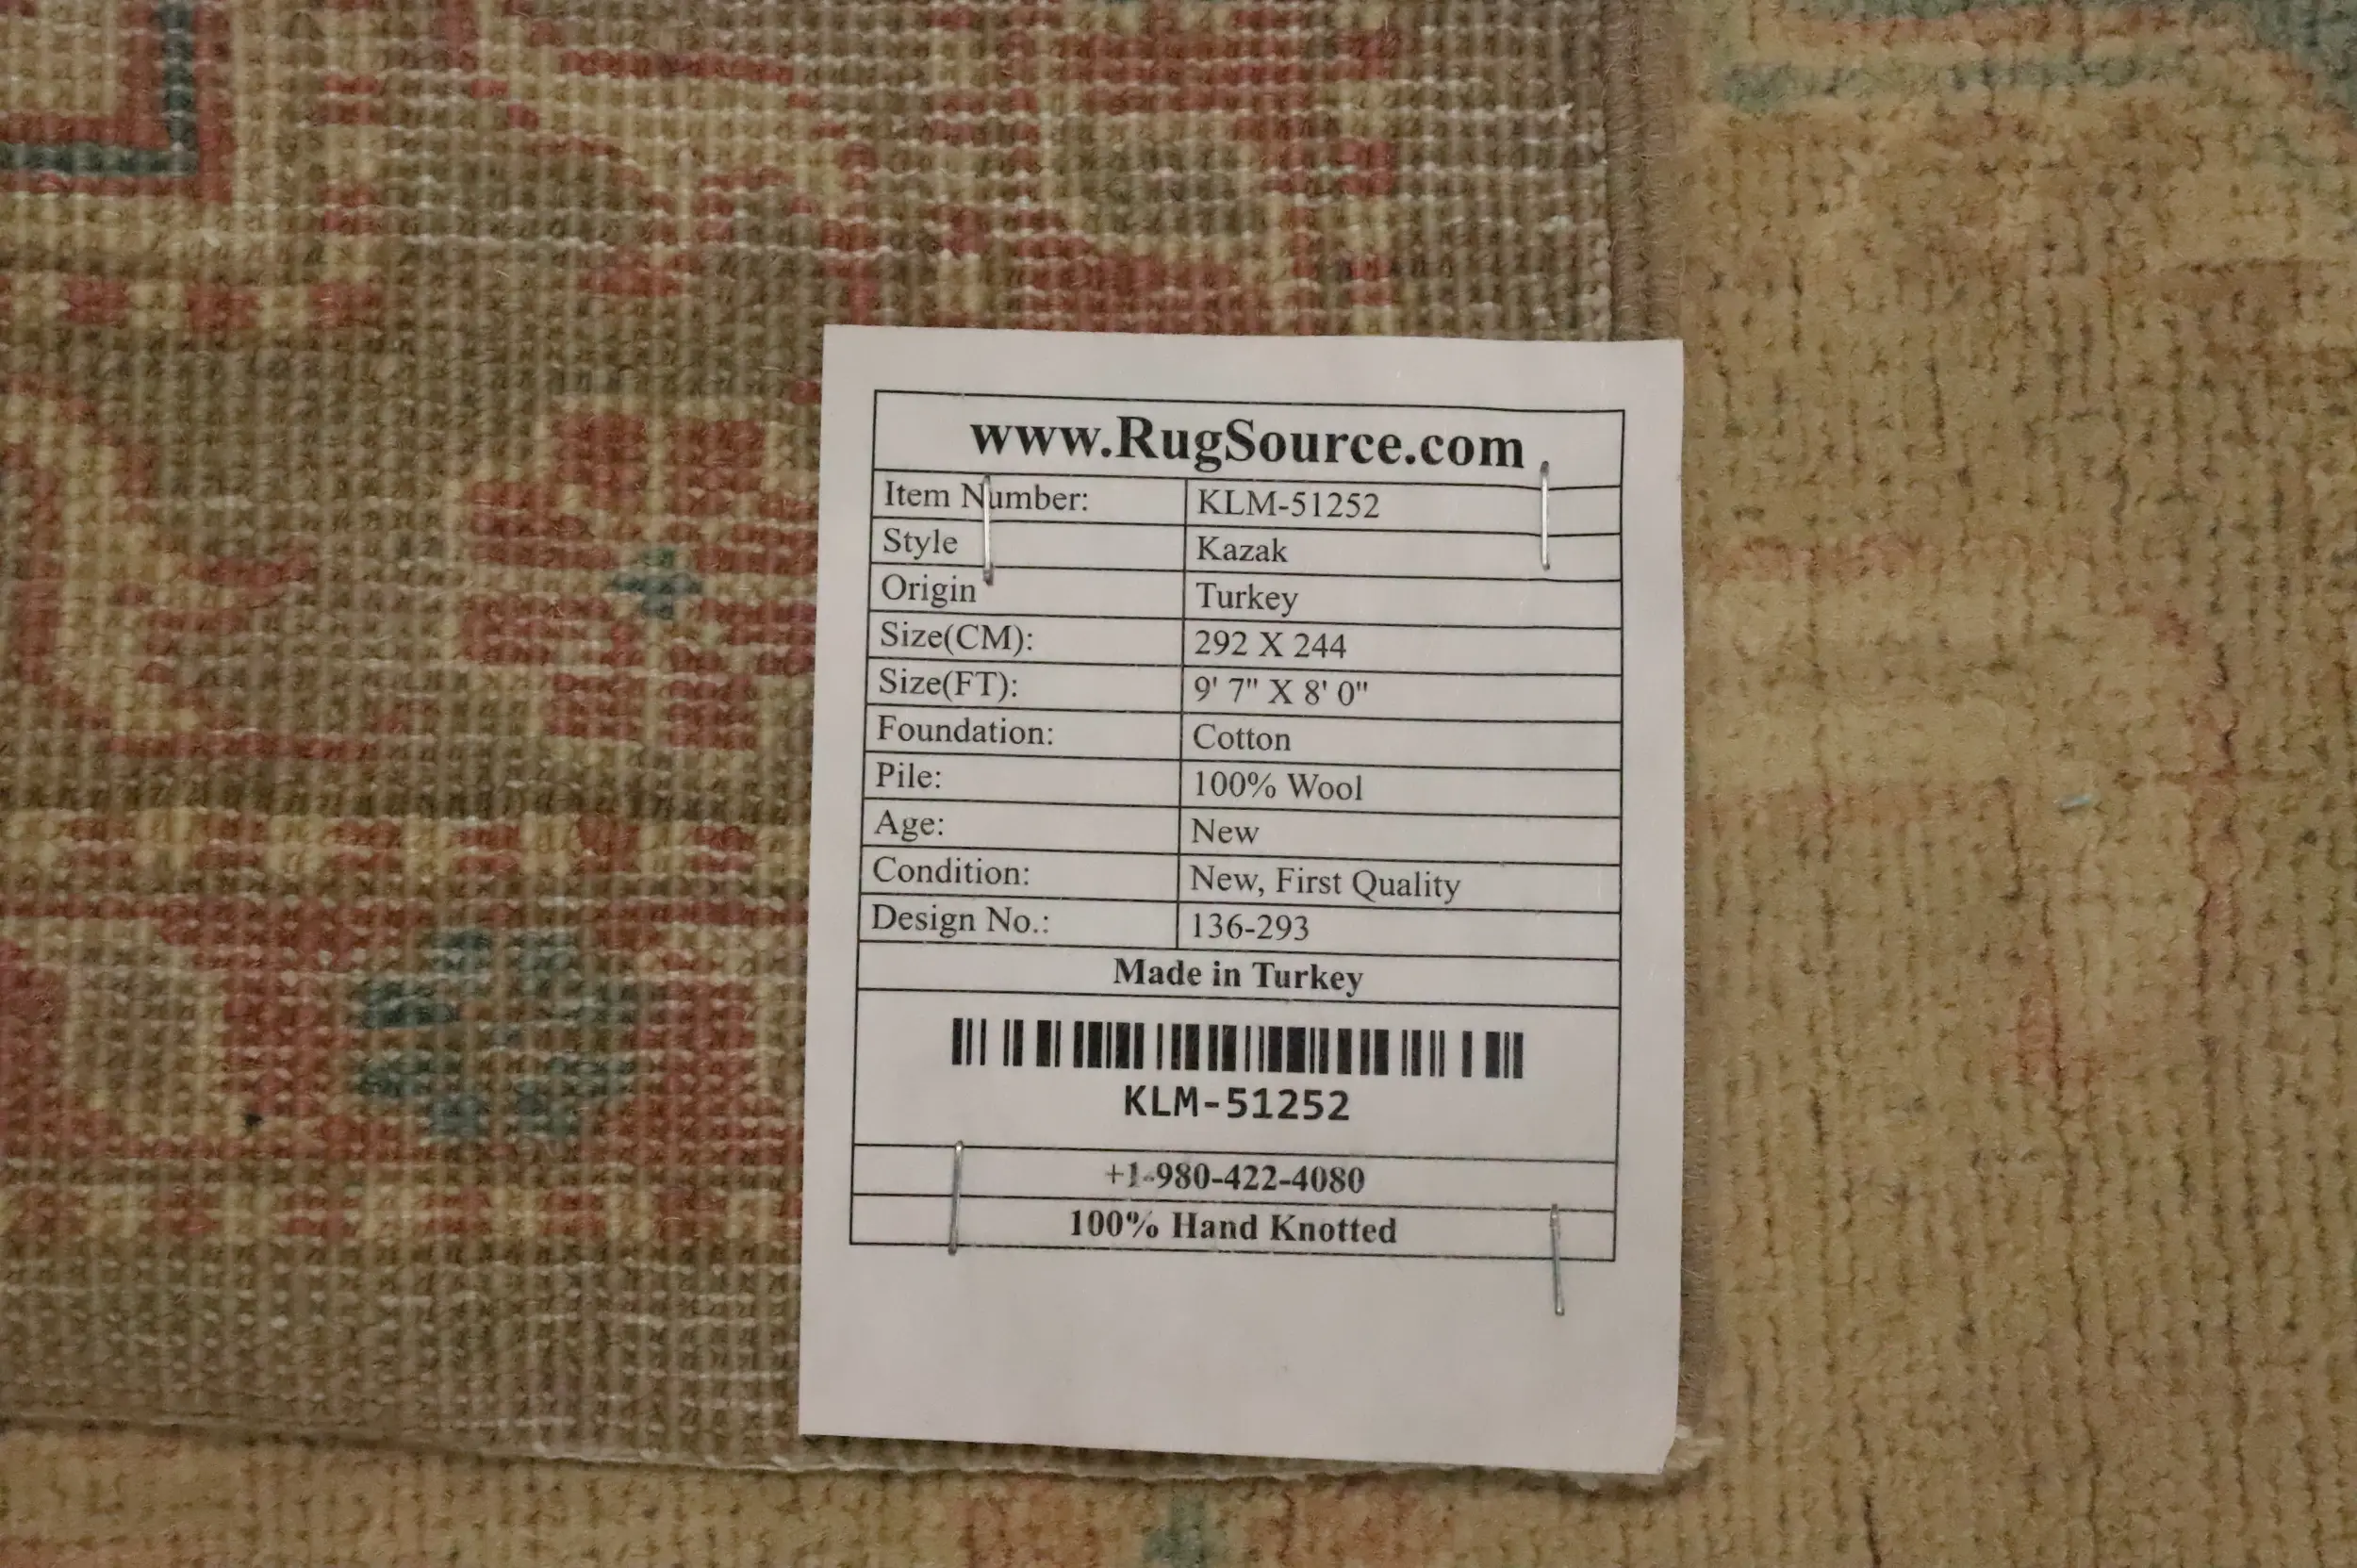 www.RugSource.com
Item Number: KLM-51252
Style Kazak
Origin Turkey
Size(CM): 292 X 244
Size(FT): 9' 7" X 8' 0"
Foundation: Cotton
Pile: 100% Wool
Age: New
Condition: New, First Quality
Design No.: 136-293
Made in Turkey
KLM-51252
+1-980-422-4080
100% Hand Knotted